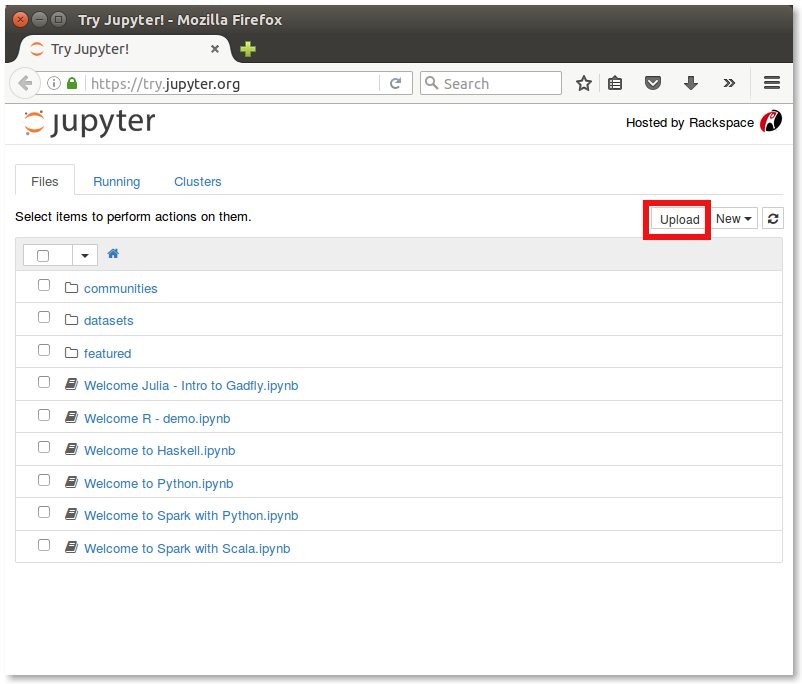 Try Jupyter! - Mozilla Firefox
Try Jupyter!
https://try.jupyter.org
Search
jupyter
Hosted by Rackspace
Files Running Clusters
Select items to perform actions on them.
Upload New
communities
datasets
featured
Welcome Julia - Intro to Gadfly.ipynb
Welcome R - demo.ipynb
Welcome to Haskell.ipynb
Welcome to Python.ipynb
Welcome to Spark with Python.ipynb
Welcome to Spark with Scala.ipynb